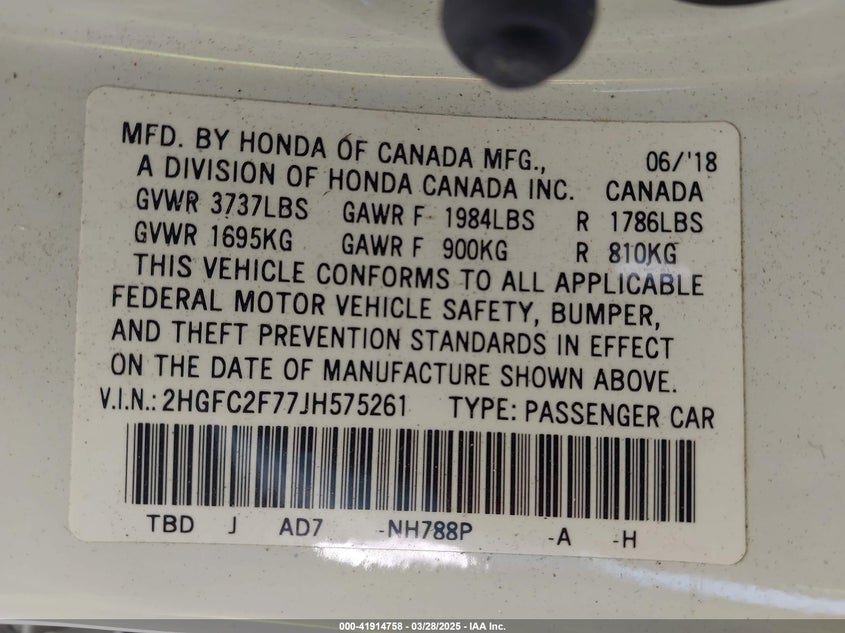 MFD. BY HONDA OF CANADA MFG., 06/'18
A DIVISION OF HONDA CANADA INC. CANADA
GVWR 3737LBS GAWR F 1984LBS R 1786LBS
GVWR 1695KG GAWR F 900KG R 810KG
THIS VEHICLE CONFORMS TO ALL APPLICABLE
FEDERAL MOTOR VEHICLE SAFETY, BUMPER,
AND THEFT PREVENTION STANDARDS IN EFFECT
ON THE DATE OF MANUFACTURE SHOWN ABOVE.
V.I.N.: 2HGFC2F77JH575261 TYPE: PASSENGER CAR
TBD J AD7 -NH788P -A -H
000-41914758 - 03/28/2025 - IAA Inc.